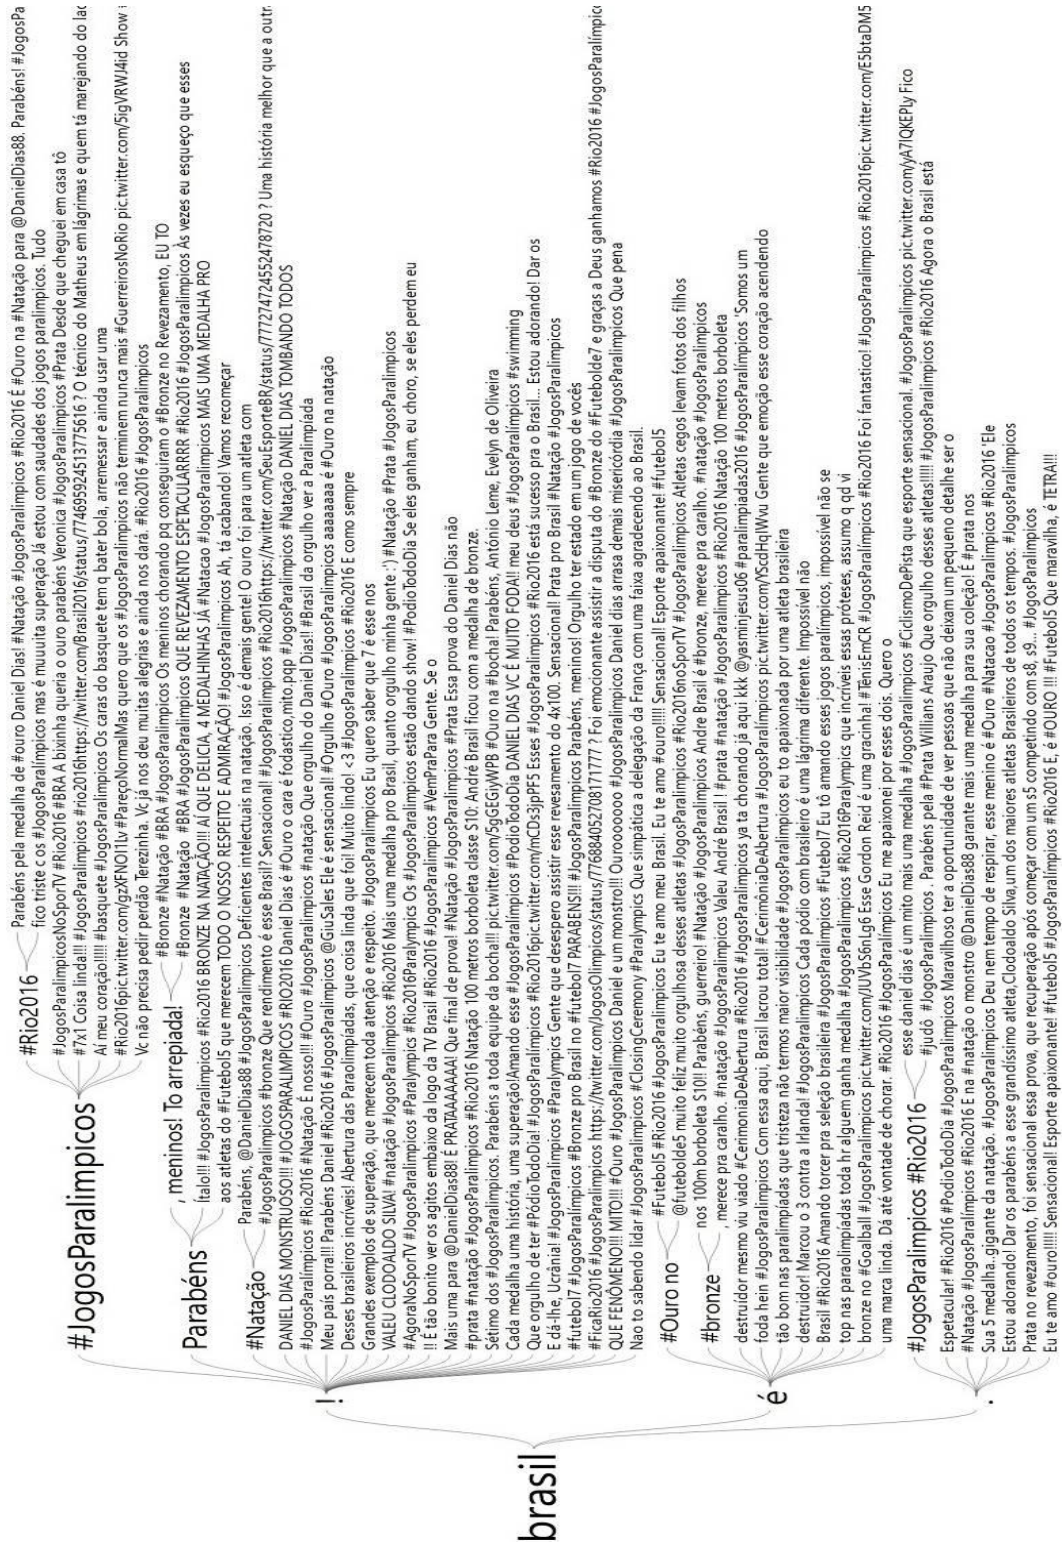 brasil
!
#JogosParalimpicos
#Rio2016
Parabéns pela medalha de #ouro Daniel Dias! #Natação #JogosParalimpicos #Rio2016 É #Ouro na #Natação para @DanielDias88. Parabéns! #JogosPa
fico triste c os #JogosParalimpicos mas é muuuita superação Já estou com saudades dos jogos paralimpicos. Tudo
#JogosParalimpicosNoSporTV #Rio2016 #BRA A bixinha queria o ouro parabéns Veronica #JogosParalimpicos #Prata Desde que cheguei em casa tô
#7x1 Coisa linda!!!! #JogosParalimpicos #rio2016https://twitter.com/Brasil2016/status/774695924513775616 ? O técnico do Matheus em lágrimas e quem tá marejando do lad
Aí meu coração!!!!! #basquete #JogosParalimpicos Os caras do basquete tem q bater bola, arremessar e ainda usar uma
#Rio2016pic.twitter.com/gzXFNO11Lv #PareçoNormalMas quero que os #JogosParalimpicos não terminem nunca mais #GuerreirosNoRio pic.twitter.com/5igVRWJ4id Show
Vc não precisa pedir perdão Terezinha. Vc já nos deu muitas alegrias e ainda nos dará. #Rio2016 #JogosParalimpicos
Parabéns
, meninos! To arrepiada!
#Bronze #Natação #BRA #JogosParalimpicos Os meninos chorando pq conseguiram o #Bronze no Revezamento, EU TO
#Bronze #Natação #BRA #JogosParalimpicos QUE REVEZAMENTO ESPETACULARRRR #Rio2016 #JogosParalimpicos Às vezes eu esqueço que esses
Ítalo!!! #JogosParalímpicos #Rio2016 BRONZE NA NATAÇÃO!!! AÍ QUE DELICIA, 4 MEDALHINHAS JÁ #Natacao #JogosParalimpicos MAIS UMA MEDALHA PRO
aos atletas do #Futebol5 que merecem TODO O NOSSO RESPEITO E ADMIRAÇÃO! #JogosParalimpicos Ah, tá acabando! Vamos recomeçar
#Natação
Parabéns, @DanielDias88 #JogosParalimpicos Deficientes intelectuais na natação. Isso é demais gente! O ouro foi para um atleta com
#JogosParalimpicos #bronze Que rendimento é esse Brasil? Sensacional! #JogosParalimpicos #Rio2016https://twitter.com/SeuEsporteBR/status/777274724552478720 ? Uma história melhor que a outr
DANIEL DIAS MONSTRUOSO!!! #JOGOSPARALIMPICOS #RIO2016 Daniel Dias é #Ouro o cara é fodastico,mito,pqp #JogosParalimpicos #Natação DANIEL DIAS TOMBANDO TODOS
#JogosParalimpicos #Rio2016 #Natação É nosso!!! #Ouro #JogosParalimpicos #natação Que orgulho do Daniel Dias!! #Brasil da orgulho ver a Paralimpíada
Meu país porra!!! Parabéns Daniel #Rio2016 #JogosParalimpicos @GiuSales Ele é sensacional! #Orgulho #Ouro #JogosParalimpicos aaaaaaa é #Ouro na natação
Desses brasileiros incríveis! Abertura das Paraolimpíadas, que coisa linda que foi! Muito lindo! <3 #JogosParalimpicos #Rio2016 E como sempre
Grandes exemplos de superação, que merecem toda atenção e respeito. #JogosParalimpicos Eu quero saber que 7 é esse nos
VALEU CLODOALDO SILVA! #natação #JogosParalimpicos #Rio2016 Mais uma medalha pro Brasil, quanto orgulho minha gente :') #Natação #Prata #JogosParalimpicos
#AgoraNoSporTV #JogosParalimpicos #Paralympics #Rio2016Paralympics Os #JogosParalimpicos estão dando show! #PodioTodoDia Se eles ganham, eu choro, se eles perdem eu
!! É tão bonito ver os agitos embaixo da logo da TV Brasil #Rio2016 #JogosParalimpicos #VemPraPara Gente. Se o
Mais uma para @DanielDias88! É PRATAAAAAAA! Que final de prova! #Natação #JogosParalimpicos #Prata Essa prova do Daniel Dias não
#prata #natação #JogosParalimpicos #Rio2016 Natação 100 metros borboleta classe S10: André Brasil ficou com a medalha de bronze.
Sétimo dos #JogosParalimpicos. Parabéns a toda equipe da bocha!!! pic.twitter.com/5gGEGiyWPB #Ouro na #bocha! Parabéns, António Leme, Evelyn de Oliveira
Cada medalha uma história, uma superação!Amando esse #JogosParalimpicos #PodioTodoDia DANIEL DIAS VC É MUITO FODA!! meu deus #JogosParalimpicos #swimming
Que orgulho de ter #PódioTodoDia! #JogosParalimpicos #Rio2016pic.twitter.com/mCDs3jpPF5 Esses #JogosParalimpicos #Rio2016 está sucesso pra o Brasil... Estou adorando! Dar os
E dá-lhe, Ucrânia! #JogosParalimpicos #Paralympics Gente que desespero assistir esse revesamento do 4x100. Sensacional! Prata pro Brasil #Natação #JogosParalimpicos
#futebol7 #JogosParalimpicos #Bronze pro Brasil no #futebol7 PARABENS!!! #JogosParalimpicos Parabéns, meninos! Orgulho ter estado em um jogo de vocês
#FicaRio2016 #JogosParalimpicos https://twitter.com/JogosOlimpicos/status/776884052708171777 ? Foi emocionante assistir a disputa do #Bronze do #Futebolde7 e graças a Deus ganhamos #Rio2016 #JogosParalímpic
QUE FENÔMENO!!! MITO!!! #Ouro #JogosParalimpicos Daniel e um monstro!!! Ourooooooo #JogosParalimpicos Daniel dias arrasa demais misericórdia #JogosParalimpicos Que pena
Nao to sabendo lidar #JogosParalimpicos #ClosingCeremony #Paralympics Que simpática a delegação da França com uma faixa agradecendo ao Brasil.
é
#Ouro no
#Futebol5 #Rio2016 #JogosParalimpicos Eu te amo meu Brasil. Eu te amo #ouro!!!!! Sensacional! Esporte apaixonante! #futebol5
@futebolde5 muito feliz muito orgulhosa desses atletas #JogosParalimpicos #Rio2016noSporTV #JogosParalimpicos Atletas cegos levam fotos dos filhos
#bronze
nos 100m borboleta S10!! Parabéns, guerreiro! #Natação #JogosParalimpicos Andre Brasil é #bronze, merece pra caralho. #natação #JogosParalimpicos
, merece pra caralho. #natação #JogosParalimpicos Valeu André Brasil ! #prata #natação #JogosParalimpicos #Rio2016 Natação 100 metros borboleta
destruidor mesmo viu viado #CerimoniaDeAbertura #Rio2016 #JogosParalimpicos ya ta chorando já aqui kkk @yasminjesus06 #paralimpiadas2016 #JogosParalimpicos 'Somos um
foda hein #JogosParalimpicos Com essa aqui, Brasil lacrou total! #CerimôniaDeAbertura #JogosParalimpicos pic.twitter.com/Y5cdHqlWvu Gente que emoção esse coração acendendo
tão bom nas paralimpiadas que tristeza não termos maior visibilidade #JogosParalimpicos eu to apaixonada por uma atleta brasileira
destruidor! Marcou o 3 contra a Irlanda! #JogosParalimpicos Cada pódio com brasileiro é uma lágrima diferente. Impossível não
Brasil #Rio2016 Amando torcer pra seleção brasileira #JogosParalimpicos #Futebol7 Eu tô amando esses jogos paralimpicos, impossível não se
top nas paraolimpiadas toda hr alguem ganha medalha #JogosParalimpicos #Rio2016Paralympics que incríveis essas próteses, assumo q qd vi
bronze no #Goalball #JogosParalimpicos pic.twitter.com/JUVbS6nLg6 Esse Gordon Reid é uma gracinha! #TênisEmCR #JogosParalimpicos #Rio2016 Foi fantastico! #JogosParalimpicos #Rio2016pic.twitter.com/E5btaDM5
uma marca linda. Dá até vontade de chorar. #Rio2016 #JogosParalimpicos Eu me apaixonei por esses dois. Quero o
.
#JogosParalimpicos #Rio2016
esse daniel dias é um mito mais uma medalha #JogosParalimpicos #CiclismoDePista que esporte sensacional. #JogosParalimpicos pic.twitter.com/yA7lQKEPLy Fico
#judô #JogosParalimpicos . Parabéns pela #Prata Willians Araujo Que orgulho desses atletas!!!!! #JogosParalimpicos #Rio2016 Agora o Brasil está
Espetacular! #Rio2016 #PodioTodoDia #JogosParalimpicos Maravilhoso ter a oportunidade de ver pessoas que não deixam um pequeno detalhe ser o
#Natação #JogosParalímpicos #Rio2016 E na #natação o monstro @DanielDias88 garante mais uma medalha para sua coleção! É #prata nos
Sua 5 medalha..gigante da natação. #JogosParalimpicos Deu nem tempo de respirar, esse menino é #Ouro #Natacao #JogosParalimpicos #Rio2016 "Ele
Estou adorando! Dar os parabéns a esse grandíssimo atleta,Clodoaldo Silva,um dos maiores atletas Brasileiros de todos os tempos. #JogosParalimpicos
Prata no revezamento, foi sensacional essa prova, que recuperação após começar com um s5 competindo com s8, s9... #JogosParalimpicos
Eu te amo #ouro!!!!! Sensacional! Esporte apaixonante! #futebol5 #JogosParalimpicos #Rio2016 E, é #OURO !!! #Futebol5 Que maravilha, é TETRA!!!